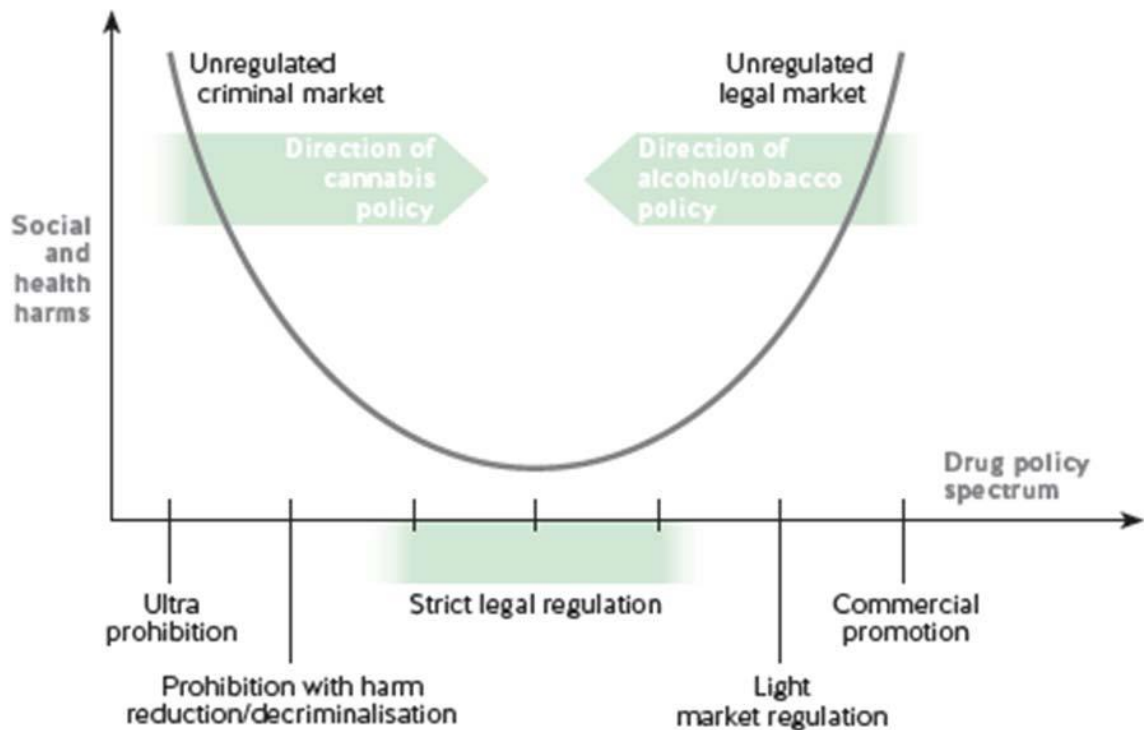 Unregulated
criminal market
Unregulated
legal market
Direction of
cannabis
policy
Direction of
alcohol/tobacco
policy
Social
and
health
harms
Drug policy
spectrum
Ultra
prohibition
Strict legal regulation
Commercial
promotion
Prohibition with harm
reduction/decriminalisation
Light
market regulation